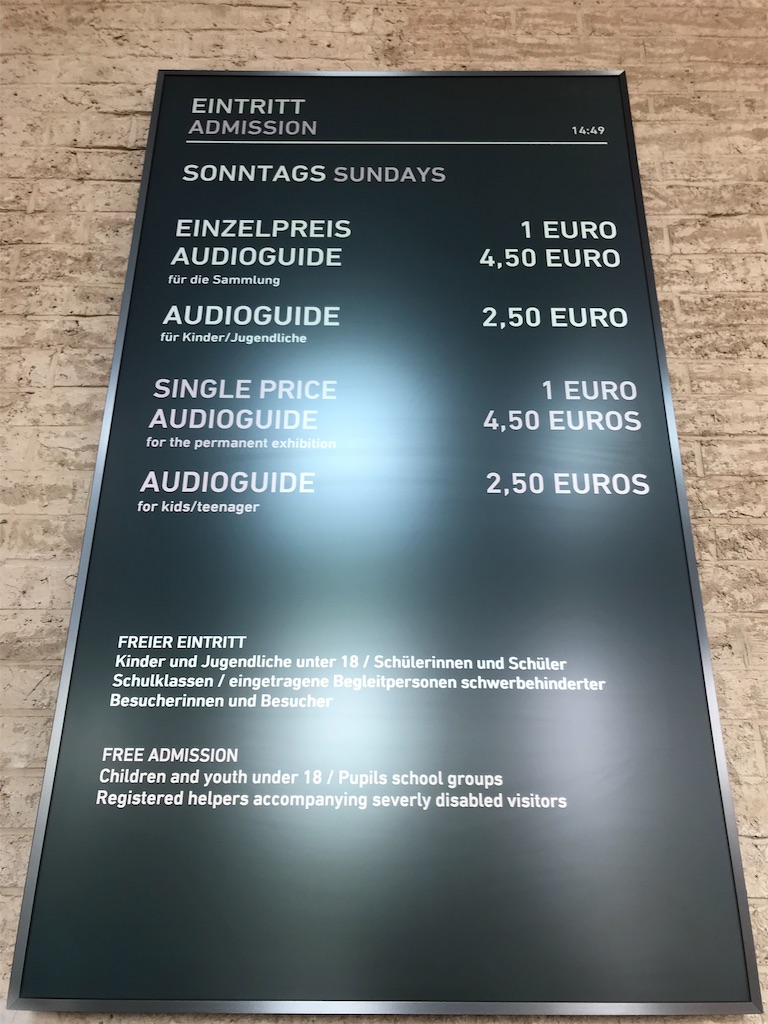 EINTRITT
ADMISSION
14:49
SONNTAGS SUNDAYS
EINZELPREIS 1 EURO
AUDIOGUIDE 4,50 EURO
für die Sammlung
AUDIOGUIDE 2,50 EURO
für Kinder/Jugendliche
SINGLE PRICE 1 EURO
AUDIOGUIDE 4,50 EUROS
for the permanent exhibition
AUDIOGUIDE 2,50 EUROS
for kids/teenager
FREIER EINTRITT
Kinder und Jugendliche unter 18 / Schülerinnen und Schüler
Schulklassen / eingetragene Begleitpersonen schwerbehinderter
Besucherinnen und Besucher
FREE ADMISSION
Children and youth under 18 / Pupils school groups
Registered helpers accompanying severly disabled visitors